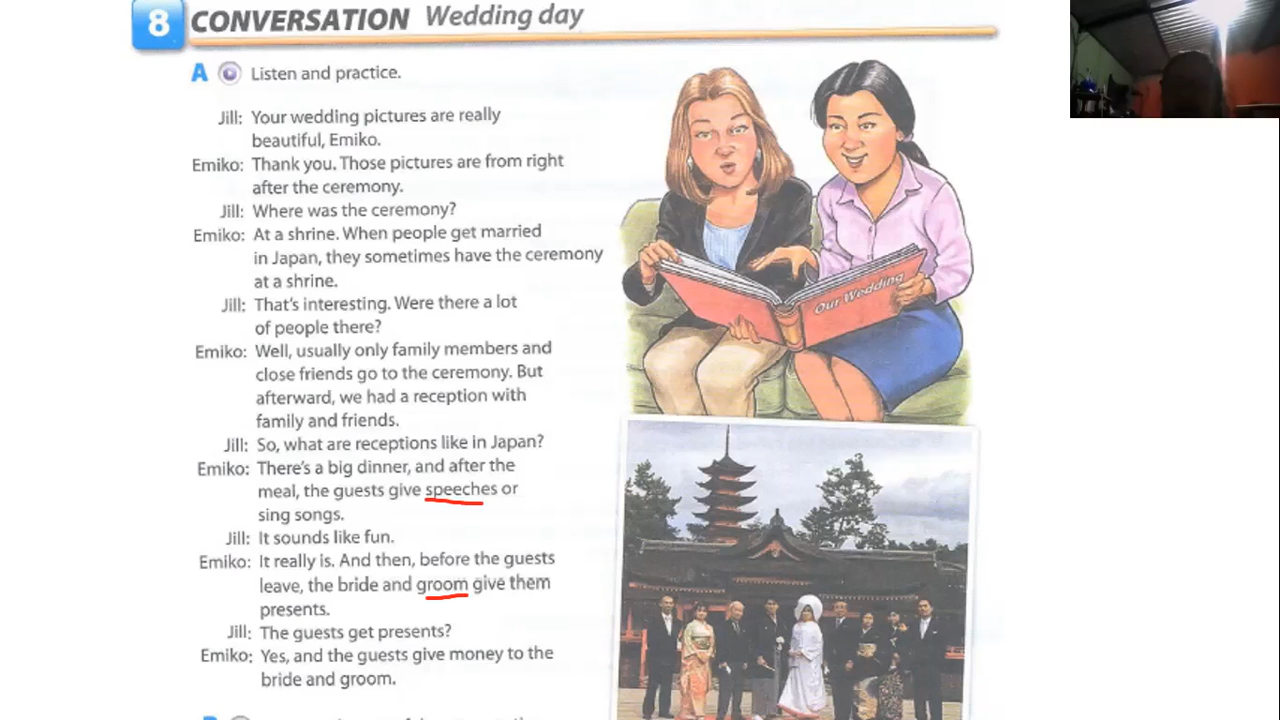 8 CONVERSATION Wedding day
A Listen and practice.
Jill: Your wedding pictures are really
beautiful, Emiko.
Emiko: Thank you. Those pictures are from right
after the ceremony.
Jill: Where was the ceremony?
Emiko: At a shrine. When people get married
in Japan, they sometimes have the ceremony
at a shrine.
Jill: That's interesting. Were there a lot
of people there?
Emiko: Well, usually only family members and
close friends go to the ceremony. But
afterward, we had a reception with
family and friends.
Jill: So, what are receptions like in Japan?
Emiko: There's a big dinner, and after the
meal, the guests give speeches or
sing songs.
Jill: It sounds like fun.
Emiko: It really is. And then, before the guests
leave, the bride and groom give them
presents.
Jill: The guests get presents?
Emiko: Yes, and the guests give money to the
bride and groom.
Our Wedding